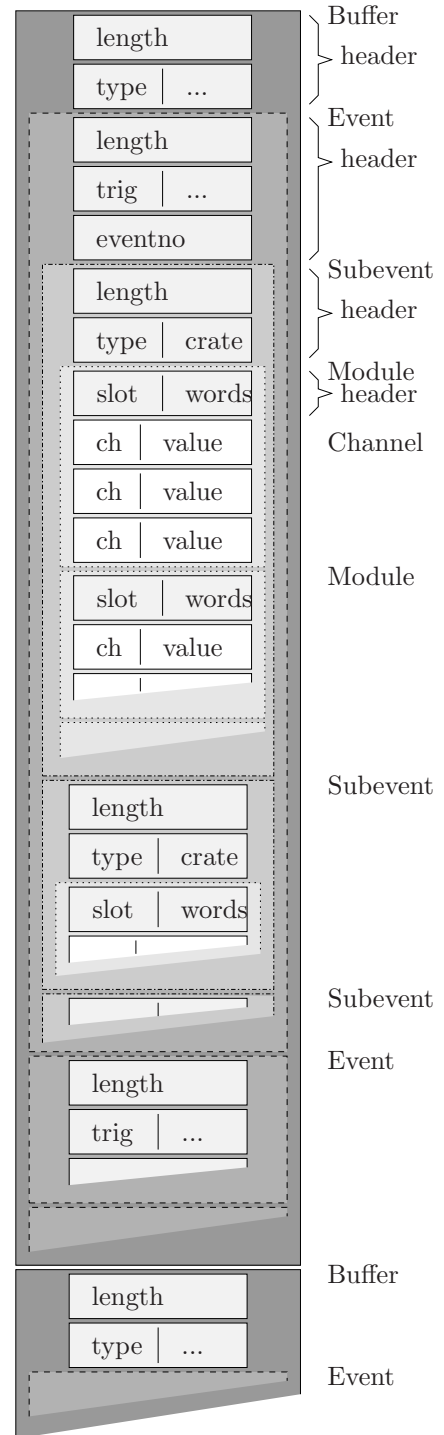 Buffer
length
header
type | ...
Event
length
header
trig | ...
eventno
Subevent
length
header
type | crate
Module
slot | words
header
ch | value
Channel
ch | value
ch | value
Module
slot | words
ch | value
Subevent
length
type | crate
slot | words
Subevent
Event
length
trig | ...
Buffer
length
type | ...
Event